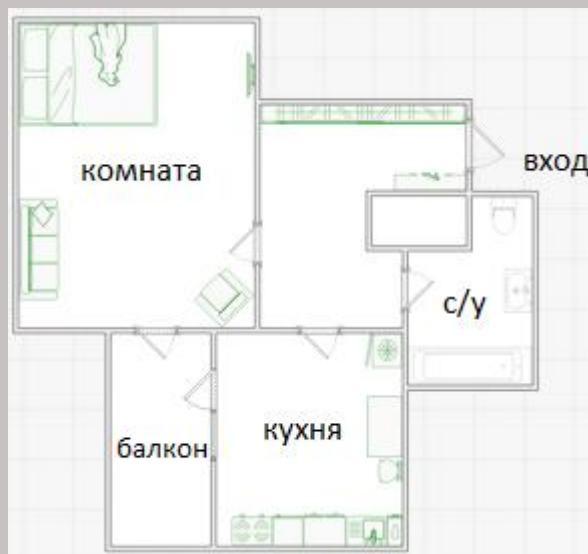 комната
вход
с/у
кухня
балкон